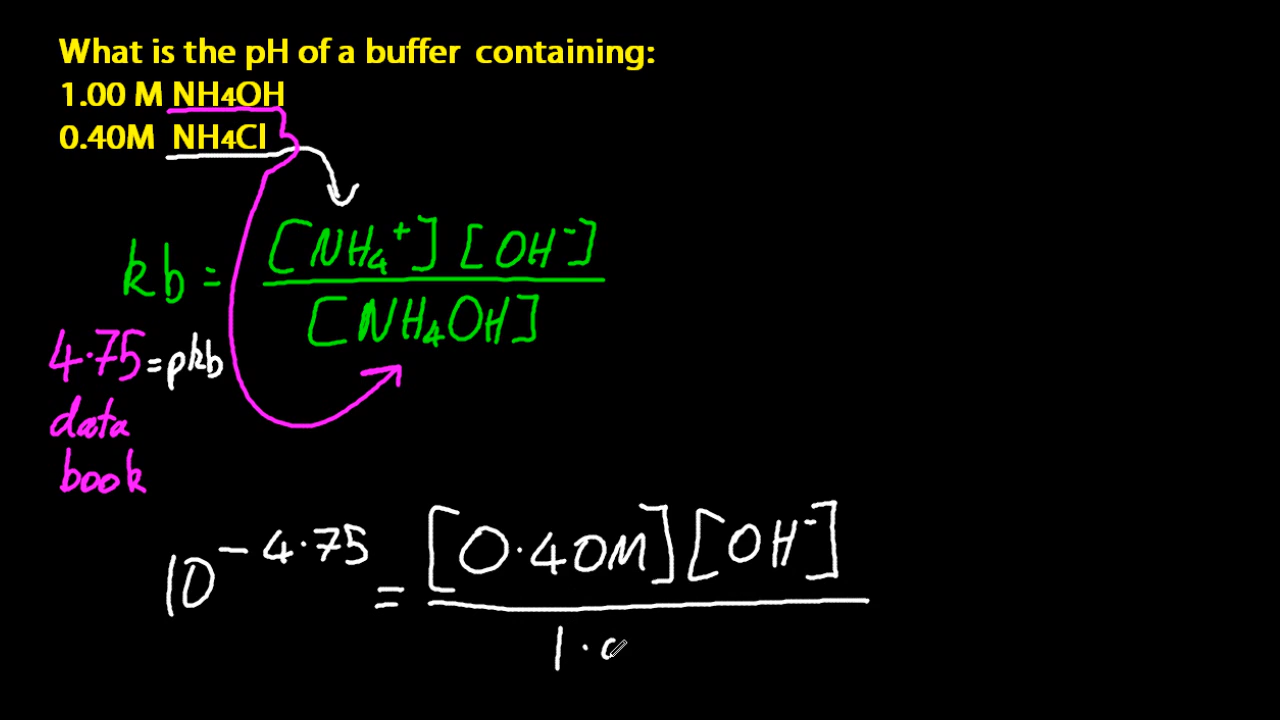 What is the pH of a buffer containing:
1.00 M NH4OH
0.40M NH4Cl
kb = [NH₄⁺] [OH⁻]
[NH₄OH]
4.75 = pkb
data
book
10^-4.75 = [0.40M] [OH⁻]
1.0